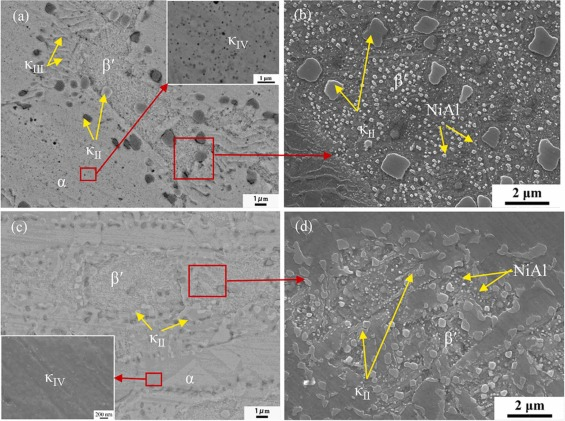 (a)
κIV
1 μm
κIII
β′
κII
α
1 μm
(b)
β′
NiAl
κII
2 μm
(c)
β′
κII
α
κIV
200 nm
1 μm
(d)
NiAl
β′
κII
2 μm